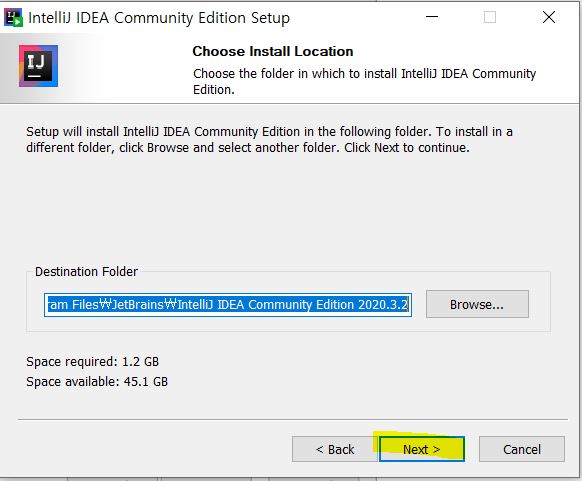 IntelliJ IDEA Community Edition Setup
IJ
Choose Install Location
Choose the folder in which to install IntelliJ IDEA Community
Edition.
Setup will install IntelliJ IDEA Community Edition in the following folder. To install in a
different folder, click Browse and select another folder. Click Next to continue.
Destination Folder
ram Files₩JetBrains₩IntelliJ IDEA Community Edition 2020.3.2
Browse...
Space required: 1.2 GB
Space available: 45.1 GB
< Back
Next >
Cancel